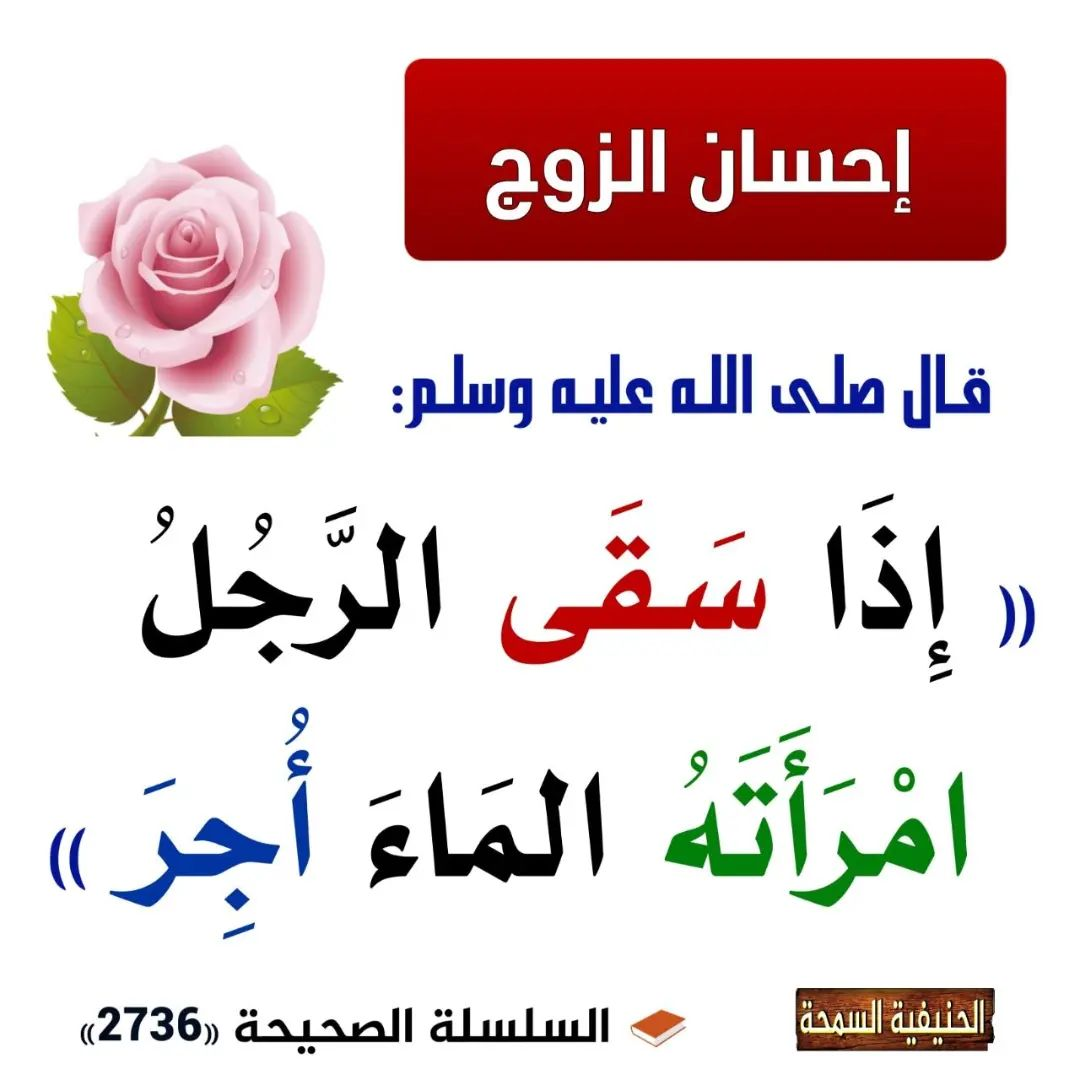 إحسان الزوج
قال صلى الله عليه وسلم:
(( إِذَا سَقَى الرَّجُلُ
امْرَأَتَهُ المَاءَ أُجِرَ ))
السلسلة الصحيحة ((2736))
الحنيفية السمحة